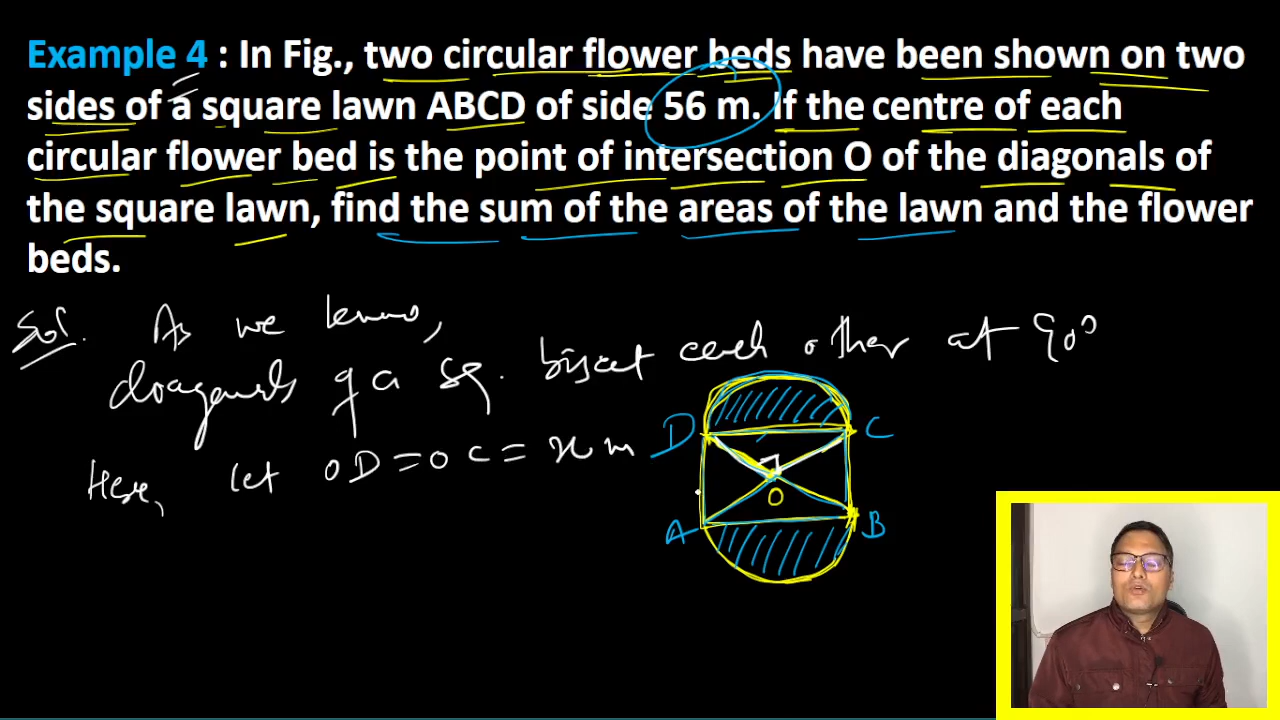 Example 4 : In Fig., two circular flower beds have been shown on two
sides of a square lawn ABCD of side 56 m. If the centre of each
circular flower bed is the point of intersection O of the diagonals of
the square lawn, find the sum of the areas of the lawn and the flower
beds.
Sol. As we know,
diagonals of a sq. bisect each other at 90°
Here, let OD = OC = x m
D C
O
A B